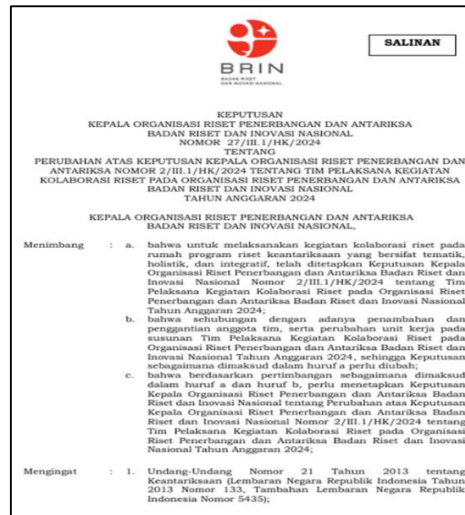 SALINAN
BRIN
BADAN RISET
DAN INOVASI NASIONAL
KEPUTUSAN
KEPALA ORGANISASI RISET PENERBANGAN DAN ANTARIKSA
BADAN RISET DAN INOVASI NASIONAL
NOMOR 27/III.1/HK/2024
TENTANG
PERUBAHAN ATAS KEPUTUSAN KEPALA ORGANISASI RISET PENERBANGAN DAN
ANTARIKSA NOMOR 2/III.1/HK/2024 TENTANG TIM PELAKSANA KEGIATAN
KOLABORASI RISET PADA ORGANISASI RISET PENERBANGAN DAN ANTARIKSA
BADAN RISET DAN INOVASI NASIONAL
TAHUN ANGGARAN 2024
KEPALA ORGANISASI RISET PENERBANGAN DAN ANTARIKSA
BADAN RISET DAN INOVASI NASIONAL,
Menimbang : a. bahwa untuk melaksanakan kegiatan kolaborasi riset pada
rumah program riset keantariksaan yang bersifat tematik,
holistik, dan integratif, telah ditetapkan Keputusan Kepala
Organisasi Riset Penerbangan dan Antariksa Badan Riset dan
Inovasi Nasional Nomor 2/III.1/HK/2024 tentang Tim
Pelaksana Kegiatan Kolaborasi Riset pada Organisasi Riset
Penerbangan dan Antariksa Badan Riset dan Inovasi Nasional
Tahun Anggaran 2024;
b. bahwa sehubungan dengan adanya penambahan dan
penggantian anggota tim, serta perubahan unit kerja pada
susunan Tim Pelaksana Kegiatan Kolaborasi Riset pada
Organisasi Riset Penerbangan dan Antariksa Badan Riset dan
Inovasi Nasional Tahun Anggaran 2024, sehingga Keputusan
sebagaimana dimaksud dalam huruf a perlu diubah;
c. bahwa berdasarkan pertimbangan sebagaimana dimaksud
dalam huruf a dan huruf b, perlu menetapkan Keputusan
Kepala Organisasi Riset Penerbangan dan Antariksa Badan
Riset dan Inovasi Nasional tentang Perubahan atas Keputusan
Kepala Organisasi Riset Penerbangan dan Antariksa Badan
Riset dan Inovasi Nasional Nomor 2/III.1/HK/2024 tentang
Tim Pelaksana Kegiatan Kolaborasi Riset pada Organisasi
Riset Penerbangan dan Antariksa Badan Riset dan Inovasi
Nasional Tahun Anggaran 2024;
Mengingat : 1. Undang-Undang Nomor 21 Tahun 2013 tentang
Keantariksaan (Lembaran Negara Republik Indonesia Tahun
2013 Nomor 133, Tambahan Lembaran Negara Republik
Indonesia Nomor 5435);